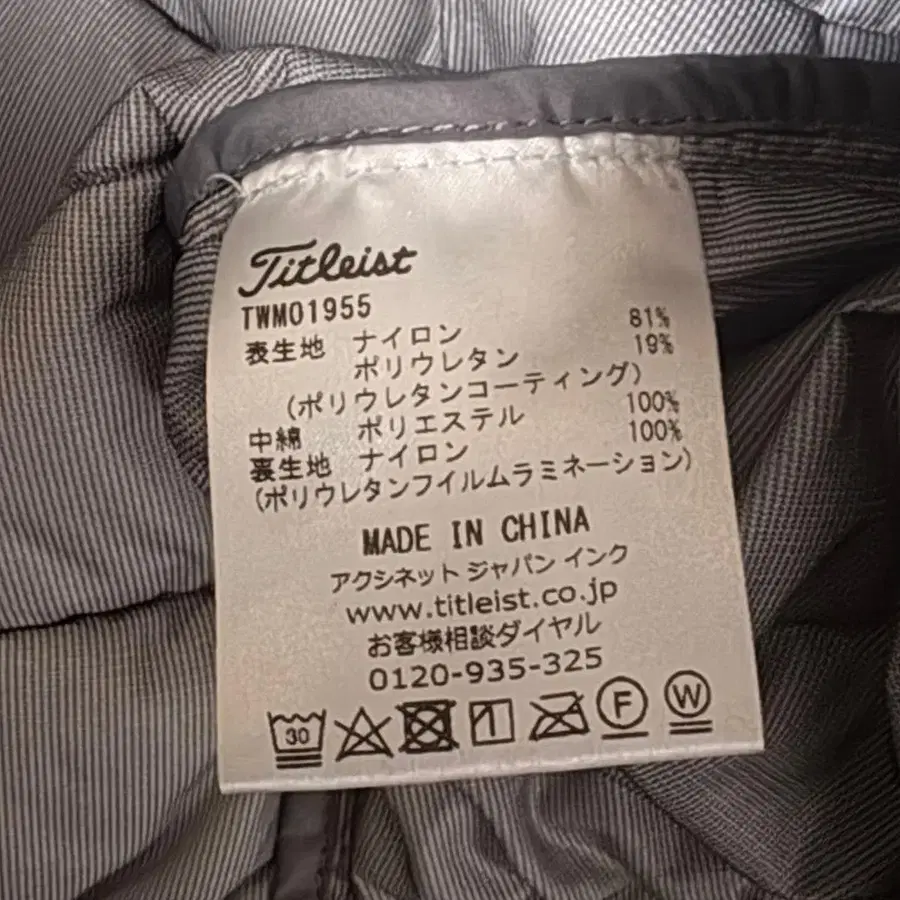 Titleist
TWMO1955
表生地 ナイロン 81%
ポリウレタン 19%
(ポリウレタンコーティング)
中綿 ポリエステル 100%
裏生地 ナイロン 100%
(ポリウレタンフイルムラミネーション)
MADE IN CHINA
アクシネット ジャパン インク
www.titleist.co.jp
お客様相談ダイヤル
0120-935-325
30 F W